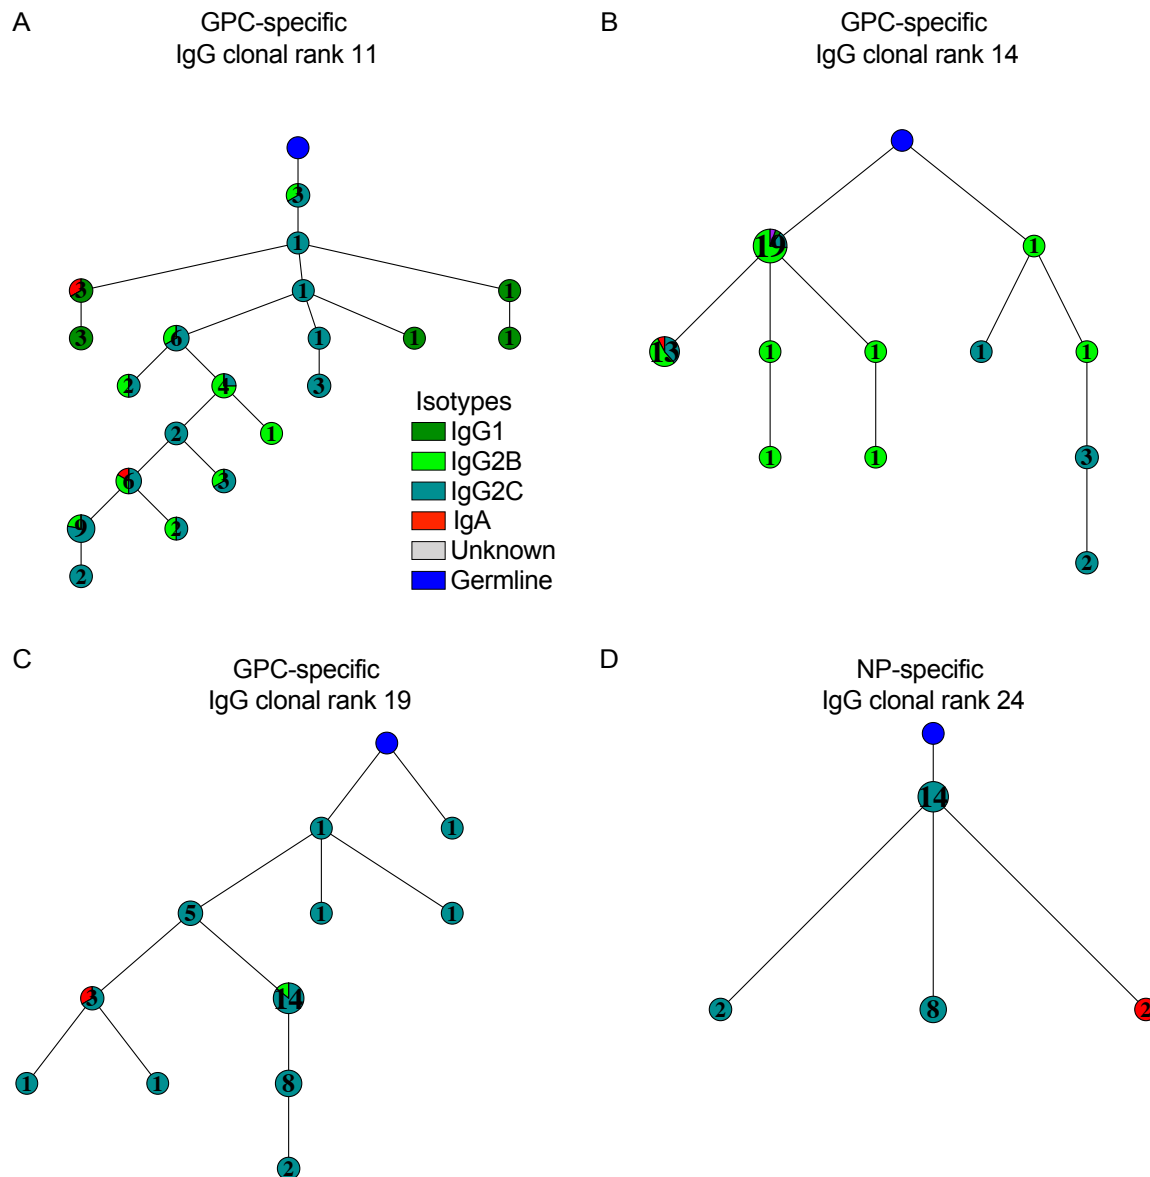 A
GPC-specific
IgG clonal rank 11
3
1
3
1
1
3
6
1
1
1
2
4
3
2
1
6
3
9
2
2
Isotypes
IgG1
IgG2B
IgG2C
IgA
Unknown
Germline
B
GPC-specific
IgG clonal rank 14
19
1
13
1
1
1
1
1
1
3
2
C
GPC-specific
IgG clonal rank 19
1
1
5
1
1
3
14
1
1
8
2
D
NP-specific
IgG clonal rank 24
14
2
8
2